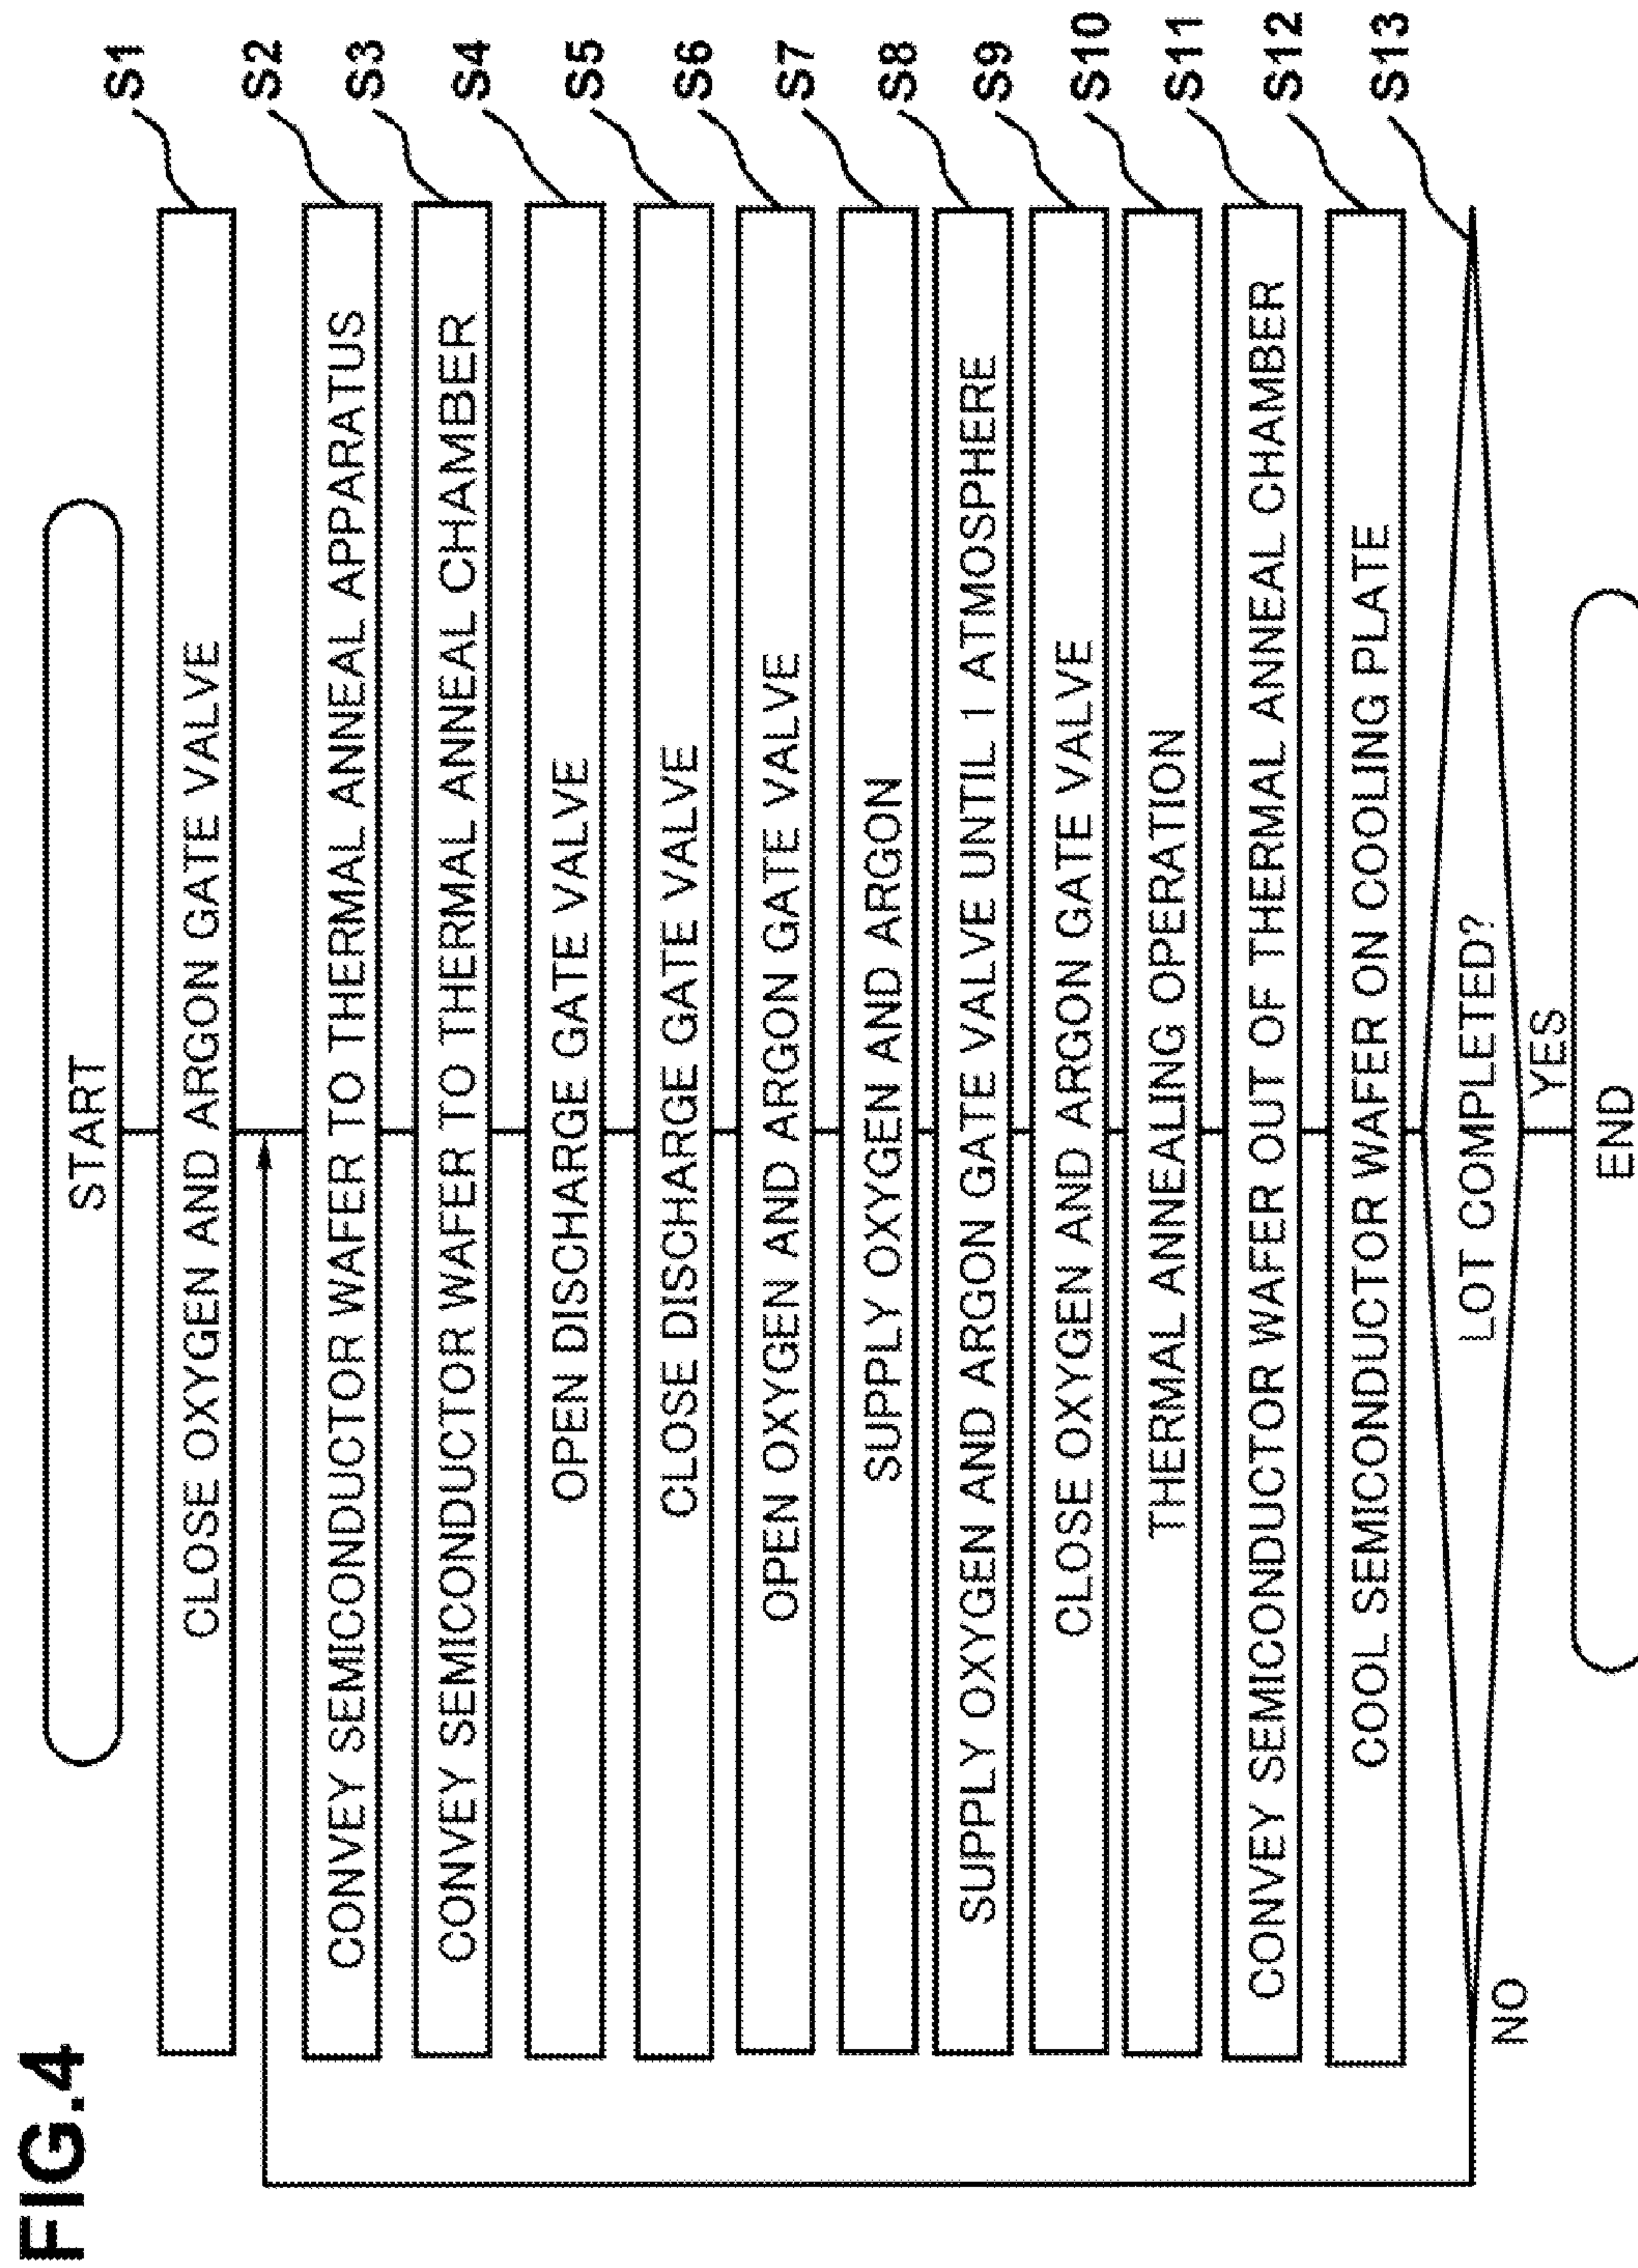 FIG.4
START
CLOSE OXYGEN AND ARGON GATE VALVE
S1
CONVEY SEMICONDUCTOR WAFER TO THERMAL ANNEAL APPARATUS
S2
CONVEY SEMICONDUCTOR WAFER TO THERMAL ANNEAL CHAMBER
S3
OPEN DISCHARGE GATE VALVE
S4
CLOSE DISCHARGE GATE VALVE
S5
OPEN OXYGEN AND ARGON GATE VALVE
S6
SUPPLY OXYGEN AND ARGON
S7
SUPPLY OXYGEN AND ARGON GATE VALVE UNTIL 1 ATMOSPHERE
S8
CLOSE OXYGEN AND ARGON GATE VALVE
S9
THERMAL ANNEALING OPERATION
S10
CONVEY SEMICONDUCTOR WAFER OUT OF THERMAL ANNEAL CHAMBER
S11
COOL SEMICONDUCTOR WAFER ON COOLING PLATE
S12
LOT COMPLETED?
S13
NO
YES
END